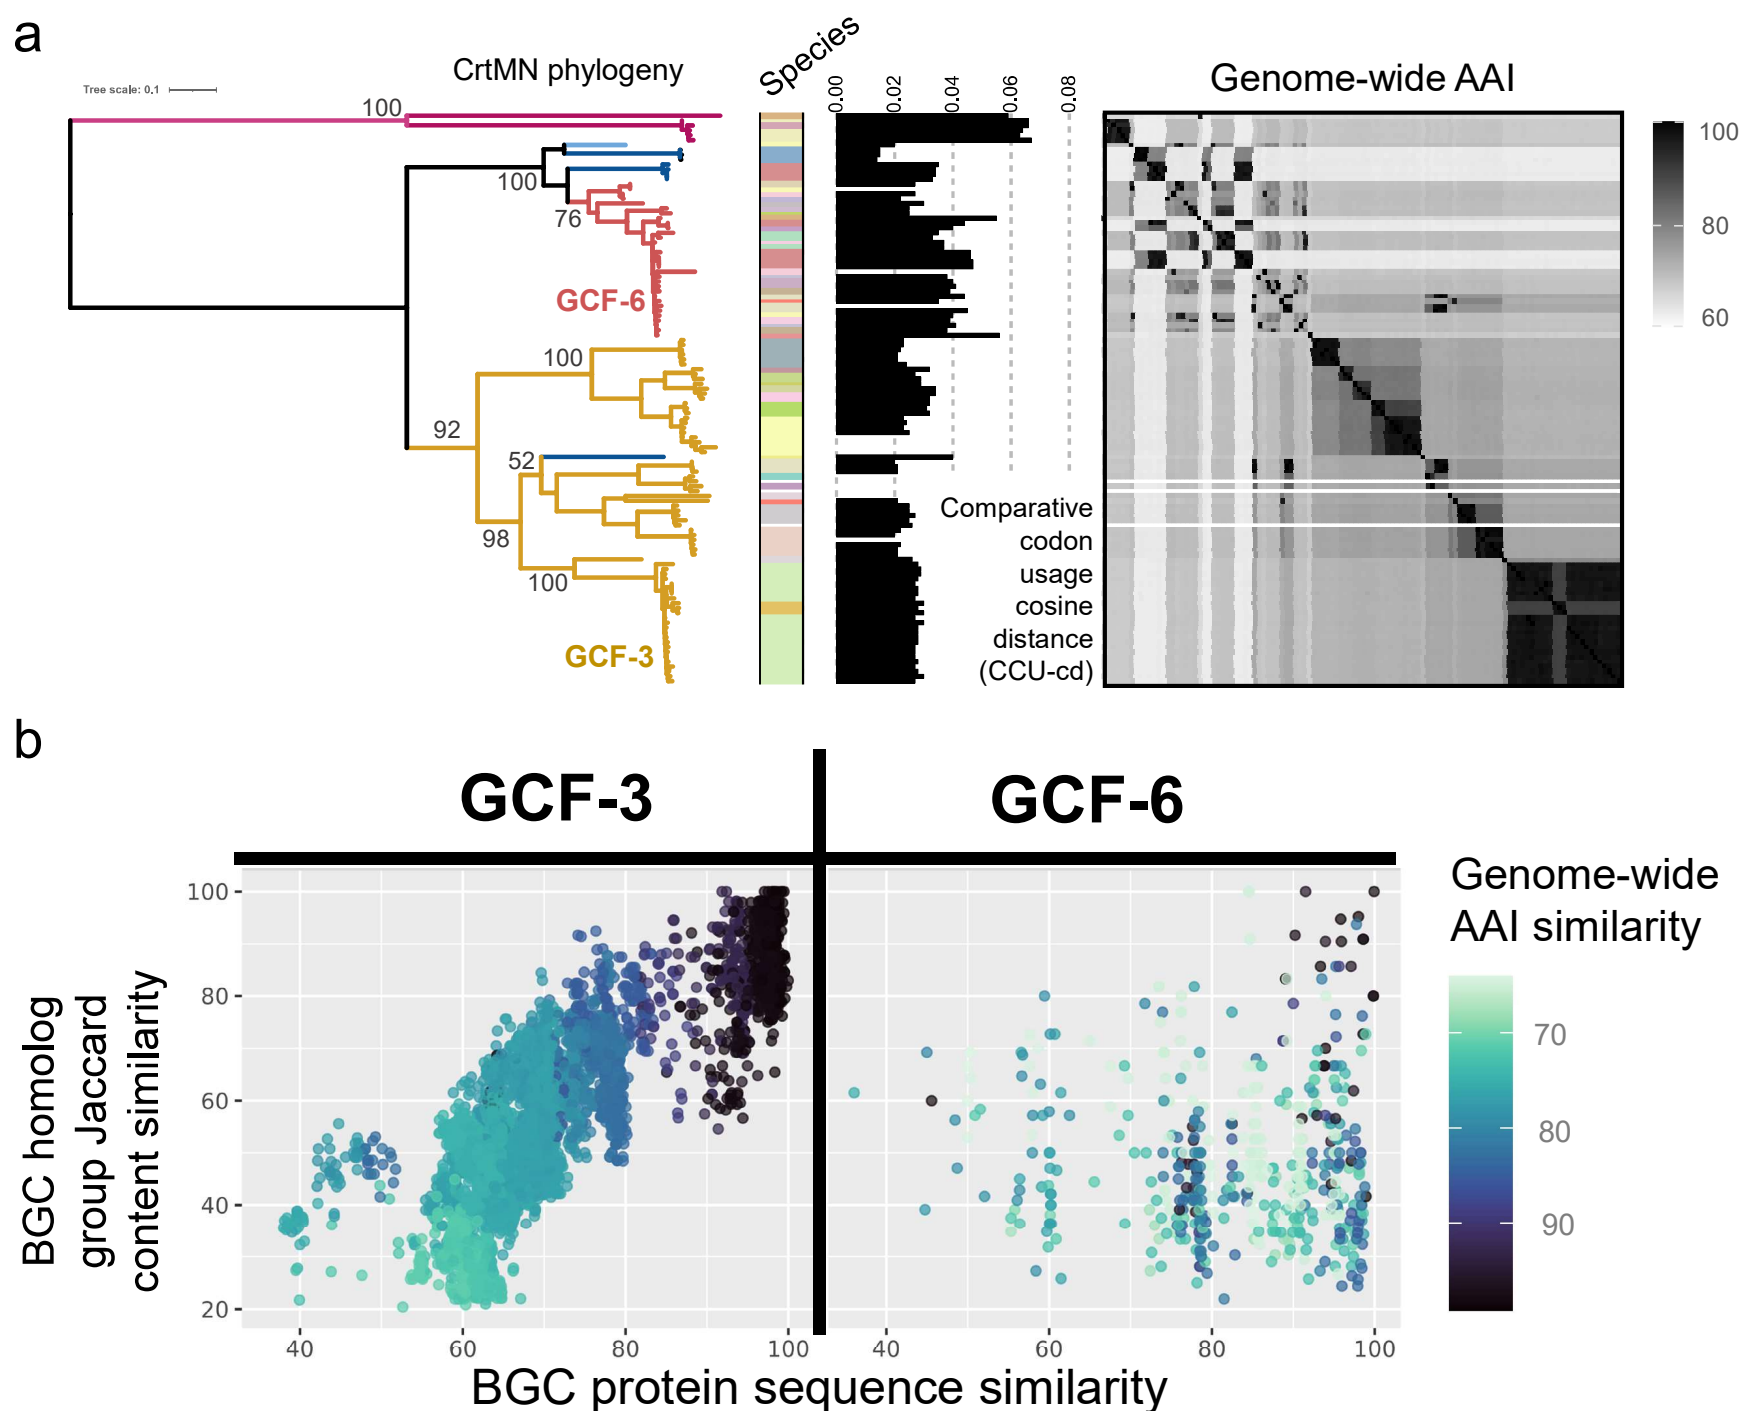 a
Tree scale: 0.1
CrtMN phylogeny
Species
0.00
0.02
0.04
0.06
0.08
Genome-wide AAI
100
80
60
100
100
76
GCF-6
100
92
52
98
100
GCF-3
Comparative
codon
usage
cosine
distance
(CCU-cd)
b
GCF-3
GCF-6
BGC homolog
group Jaccard
content similarity
100
80
60
40
20
40
60
80
100
40
60
80
100
BGC protein sequence similarity
Genome-wide
AAI similarity
70
80
90